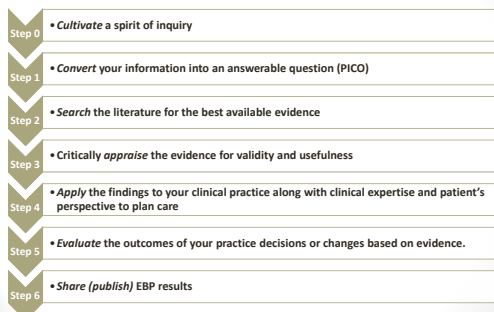 Step 0
• Cultivate a spirit of inquiry
Step 1
• Convert your information into an answerable question (PICO)
Step 2
• Search the literature for the best available evidence
Step 3
• Critically appraise the evidence for validity and usefulness
Step 4
• Apply the findings to your clinical practice along with clinical expertise and patient's
perspective to plan care
Step 5
• Evaluate the outcomes of your practice decisions or changes based on evidence.
Step 6
• Share (publish) EBP results